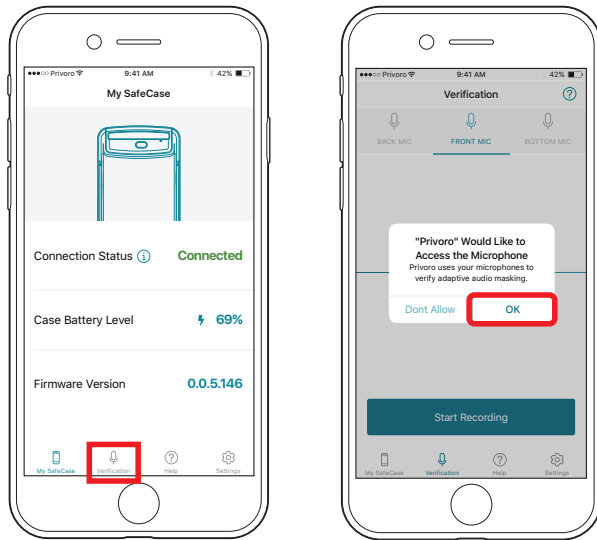 Privoro
9:41 AM
42%
My SafeCase
Connection Status i
Connected
Case Battery Level
69%
Firmware Version
0.0.5.146
My SafeCase
Verification
Help
Settings
Privoro
9:41 AM
42%
Verification
?
BACK MIC
FRONT MIC
BOTTOM MIC
"Privoro" Would Like to
Access the Microphone
Privoro uses your microphones to
verify adaptive audio masking.
Dont Allow
OK
Start Recording
My SafeCase
Verification
Help
Settings